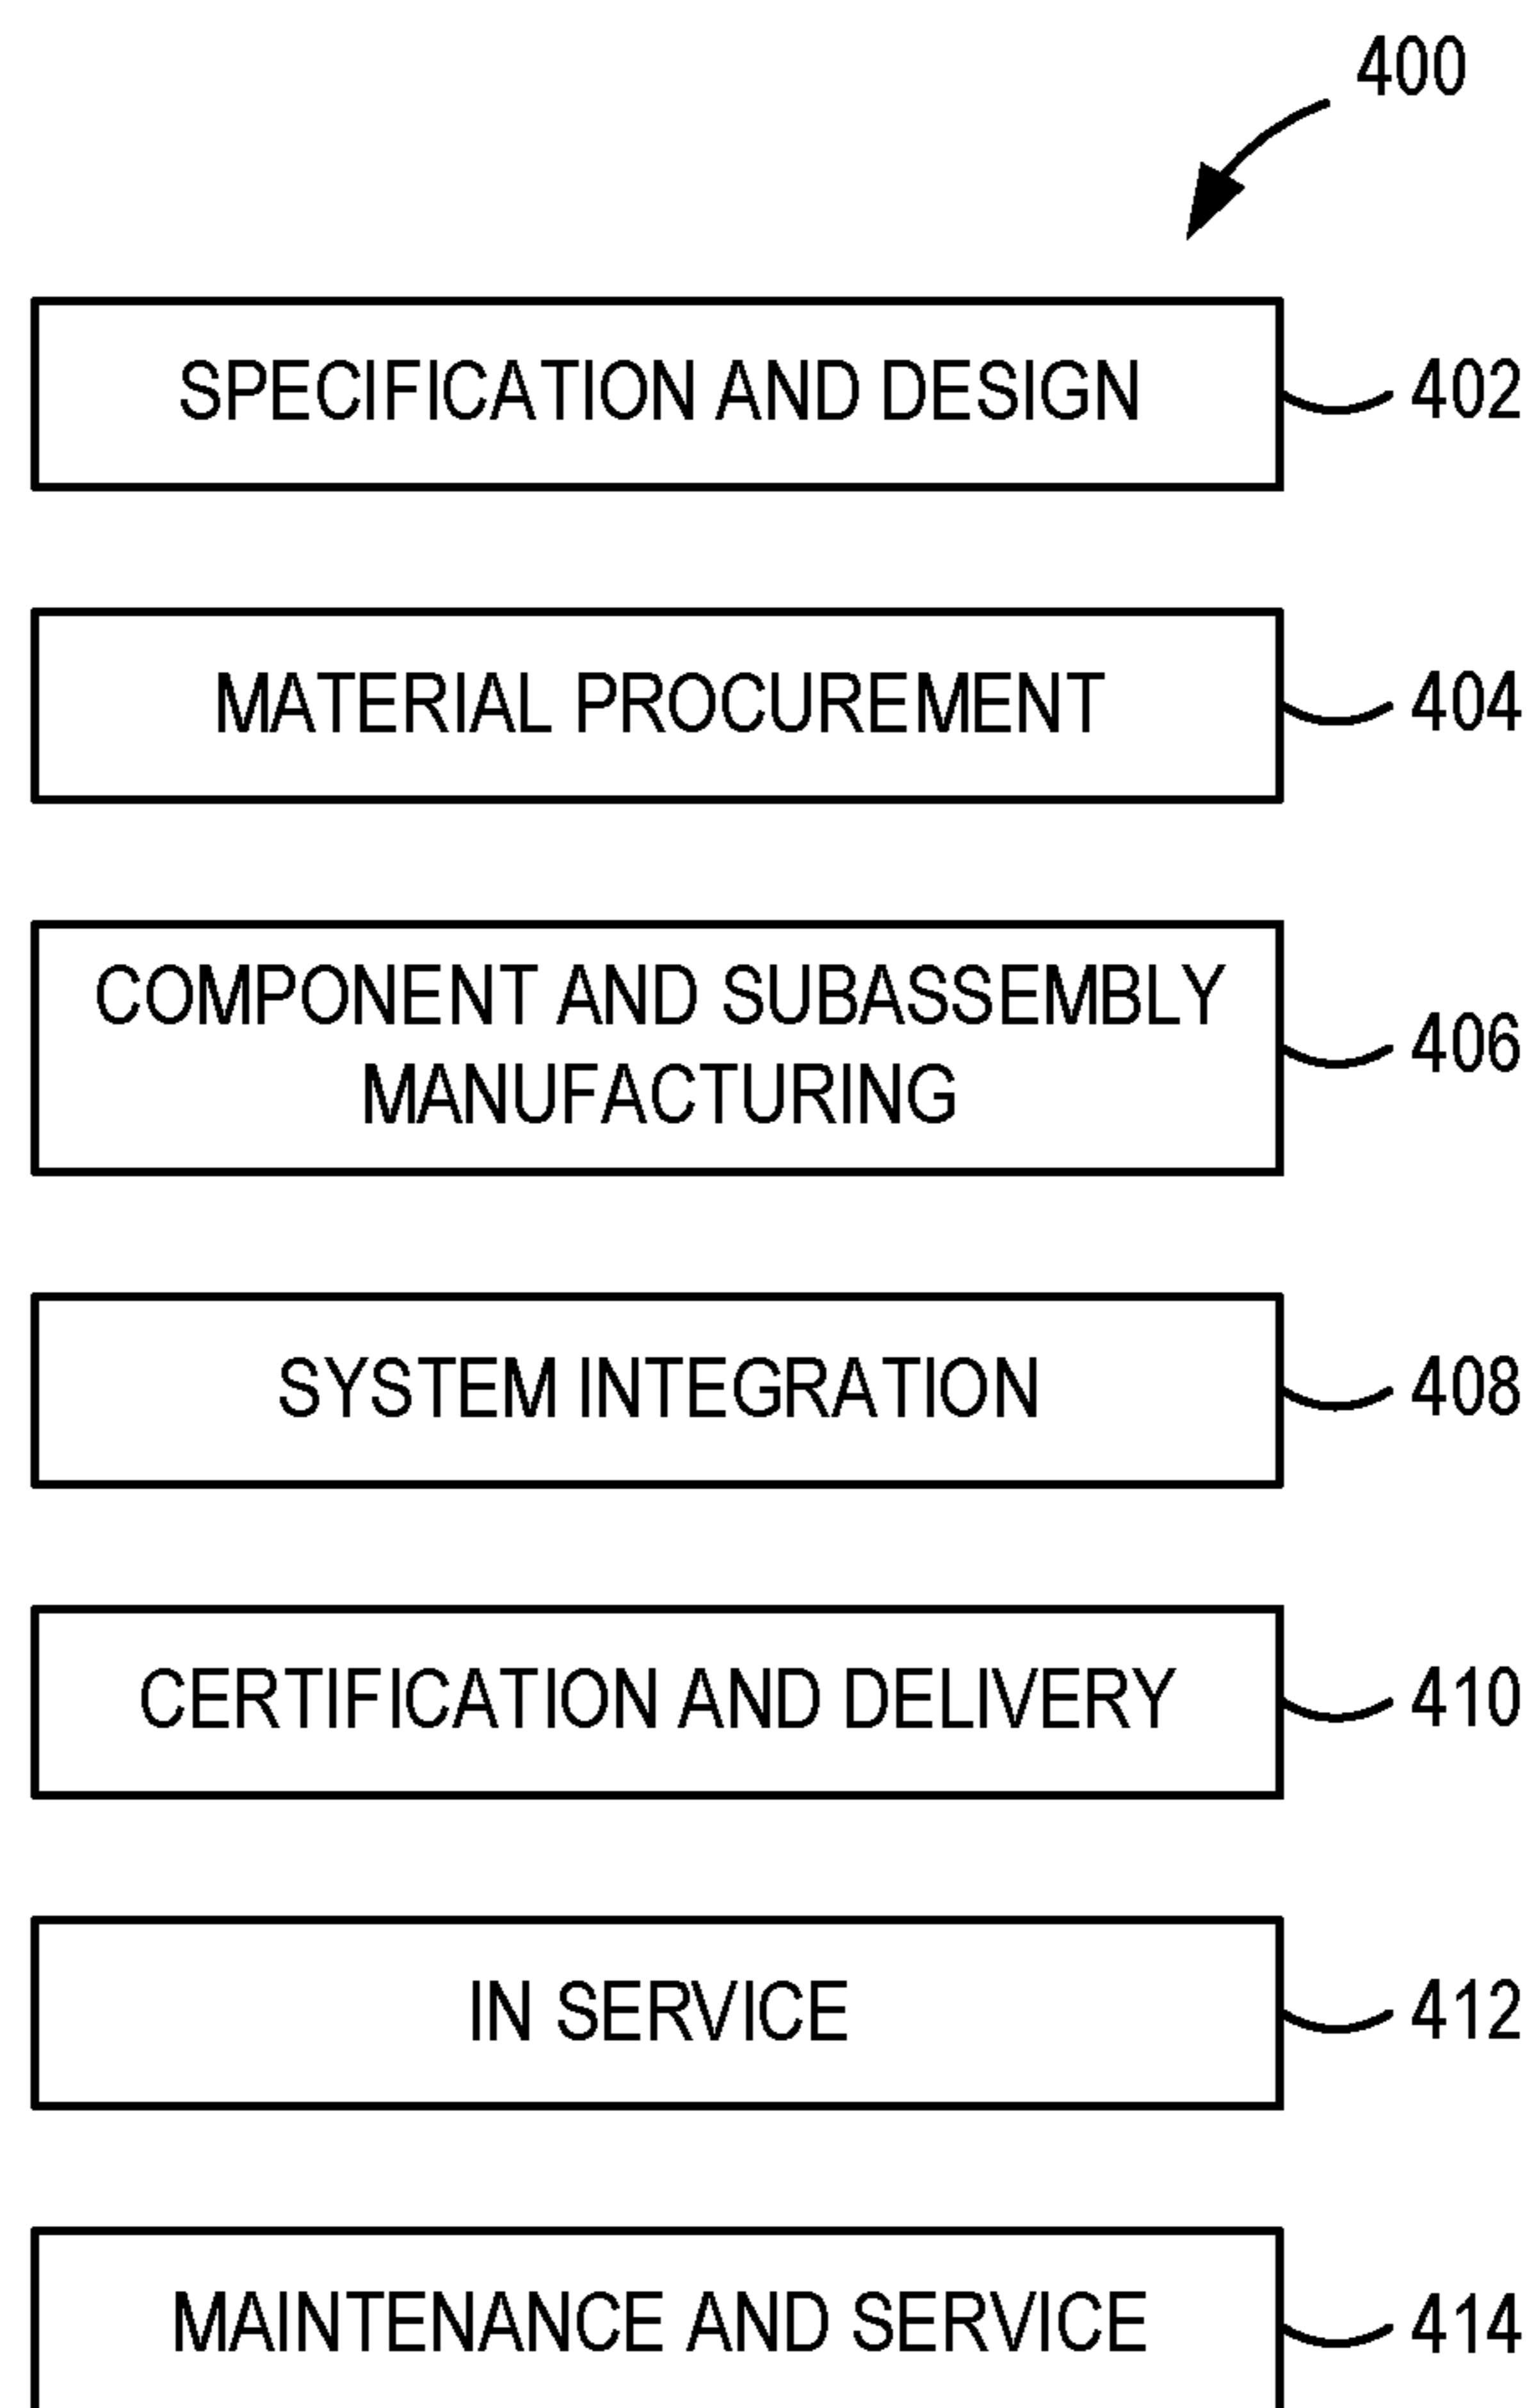 400
SPECIFICATION AND DESIGN 402
MATERIAL PROCUREMENT 404
COMPONENT AND SUBASSEMBLY
MANUFACTURING 406
SYSTEM INTEGRATION 408
CERTIFICATION AND DELIVERY 410
IN SERVICE 412
MAINTENANCE AND SERVICE 414